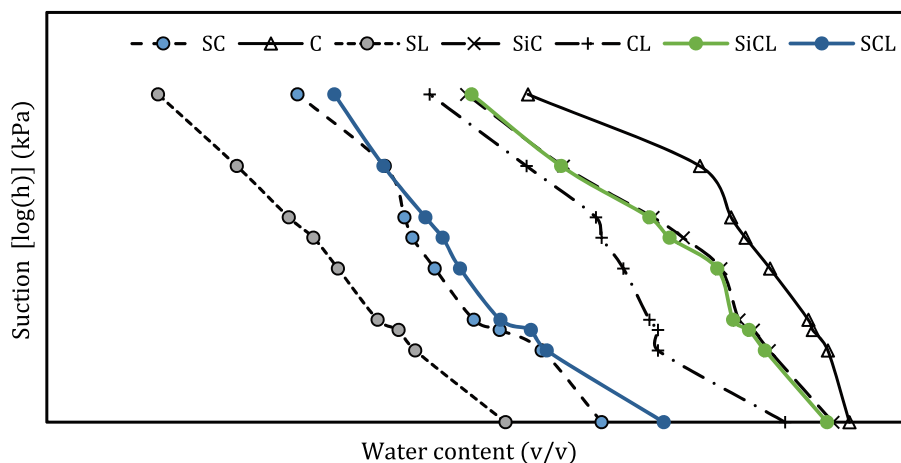 SC C SL SiC CL SiCL SCL
Suction [log(h)] (kPa)
Water content (v/v)